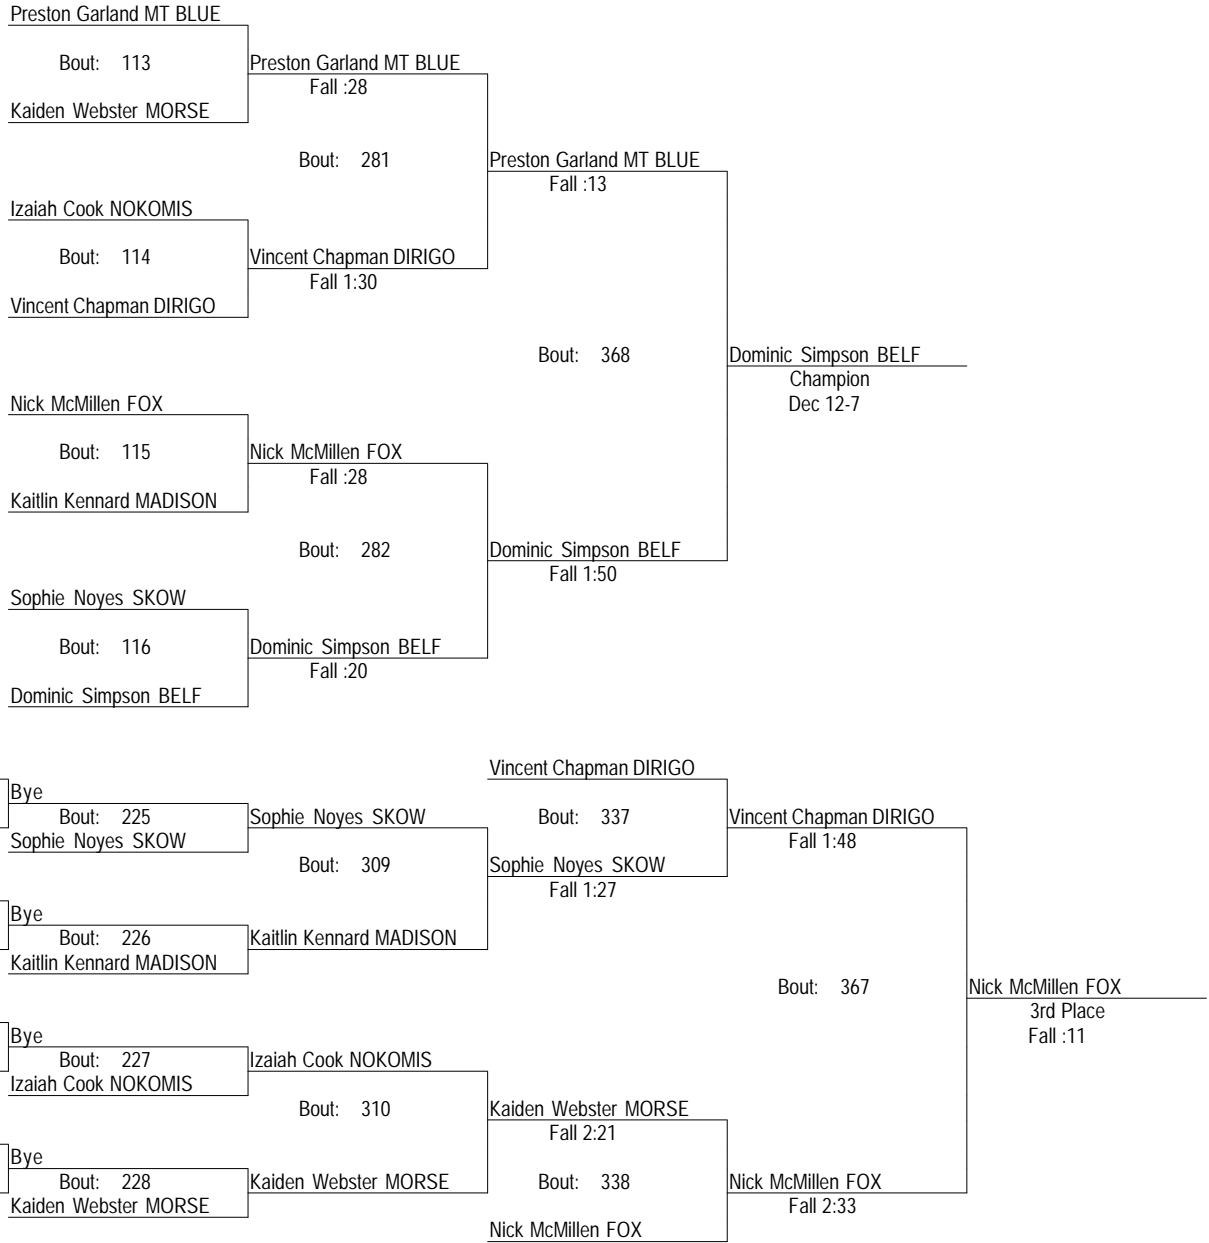 Preston Garland MT BLUE
Bout: 113
Preston Garland MT BLUE
Fall :28
Kaiden Webster MORSE
Bout: 281
Preston Garland MT BLUE
Fall :13
Izaiah Cook NOKOMIS
Bout: 114
Vincent Chapman DIRIGO
Fall 1:30
Vincent Chapman DIRIGO
Bout: 368
Dominic Simpson BELF
Champion
Dec 12-7
Nick McMillen FOX
Bout: 115
Nick McMillen FOX
Fall :28
Kaitlin Kennard MADISON
Bout: 282
Dominic Simpson BELF
Fall 1:50
Sophie Noyes SKOW
Bout: 116
Dominic Simpson BELF
Fall :20
Dominic Simpson BELF
Vincent Chapman DIRIGO
Bye
Bout: 225
Sophie Noyes SKOW
Bout: 337
Vincent Chapman DIRIGO
Fall 1:48
Sophie Noyes SKOW
Bout: 309
Sophie Noyes SKOW
Fall 1:27
Bye
Bout: 226
Kaitlin Kennard MADISON
Kaitlin Kennard MADISON
Bout: 367
Nick McMillen FOX
3rd Place
Fall :11
Bye
Bout: 227
Izaiah Cook NOKOMIS
Izaiah Cook NOKOMIS
Bout: 310
Kaiden Webster MORSE
Fall 2:21
Bye
Bout: 228
Kaiden Webster MORSE
Bout: 338
Nick McMillen FOX
Fall 2:33
Kaiden Webster MORSE
Nick McMillen FOX